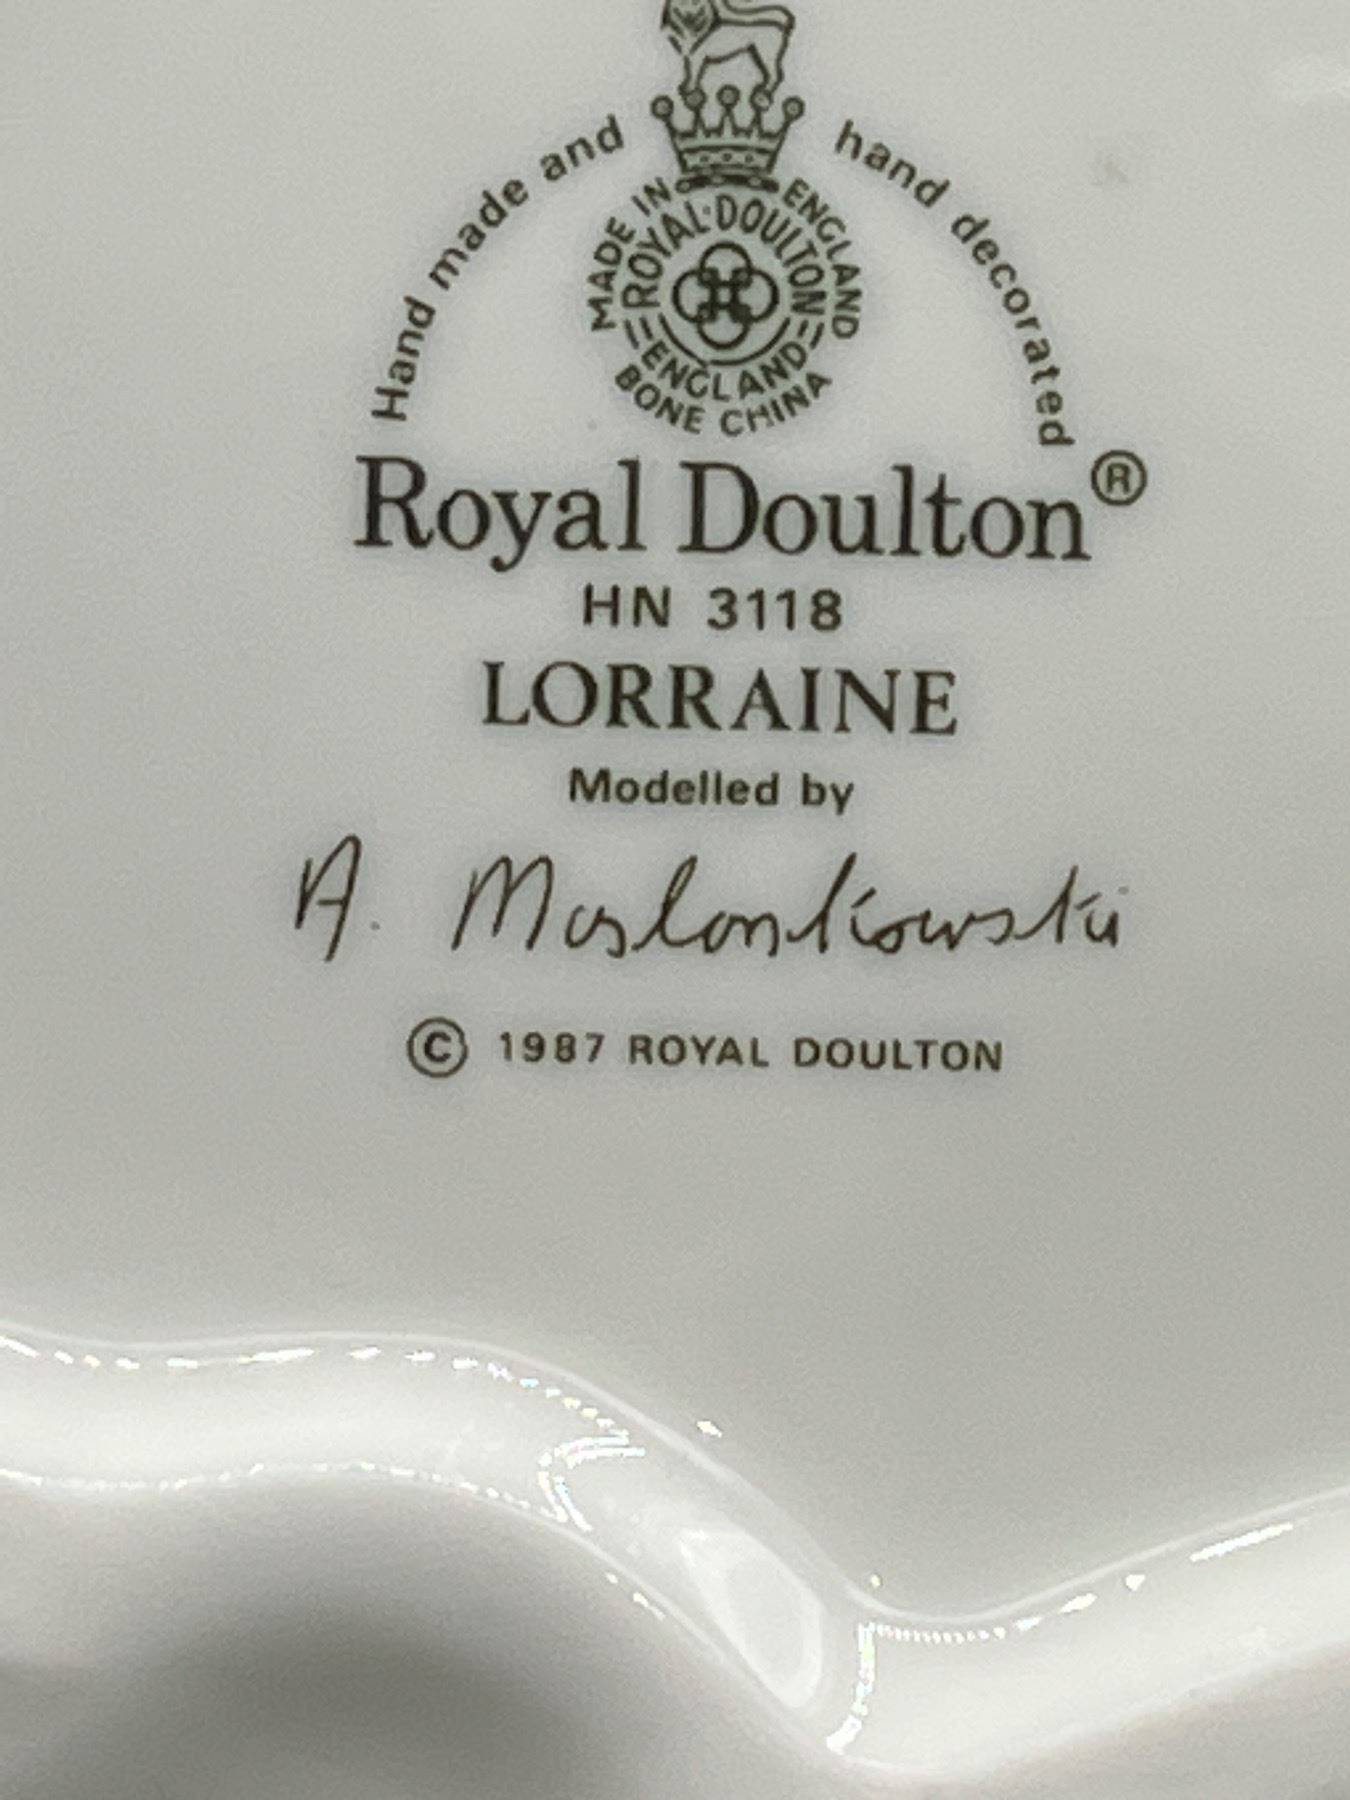 Hand made and hand decorated
MADE IN ENGLAND
ROYAL·DOULTON
ENGLAND
BONE CHINA
Royal Doulton®
HN 3118
LORRAINE
Modelled by
A. Maslankowski
© 1987 ROYAL DOULTON